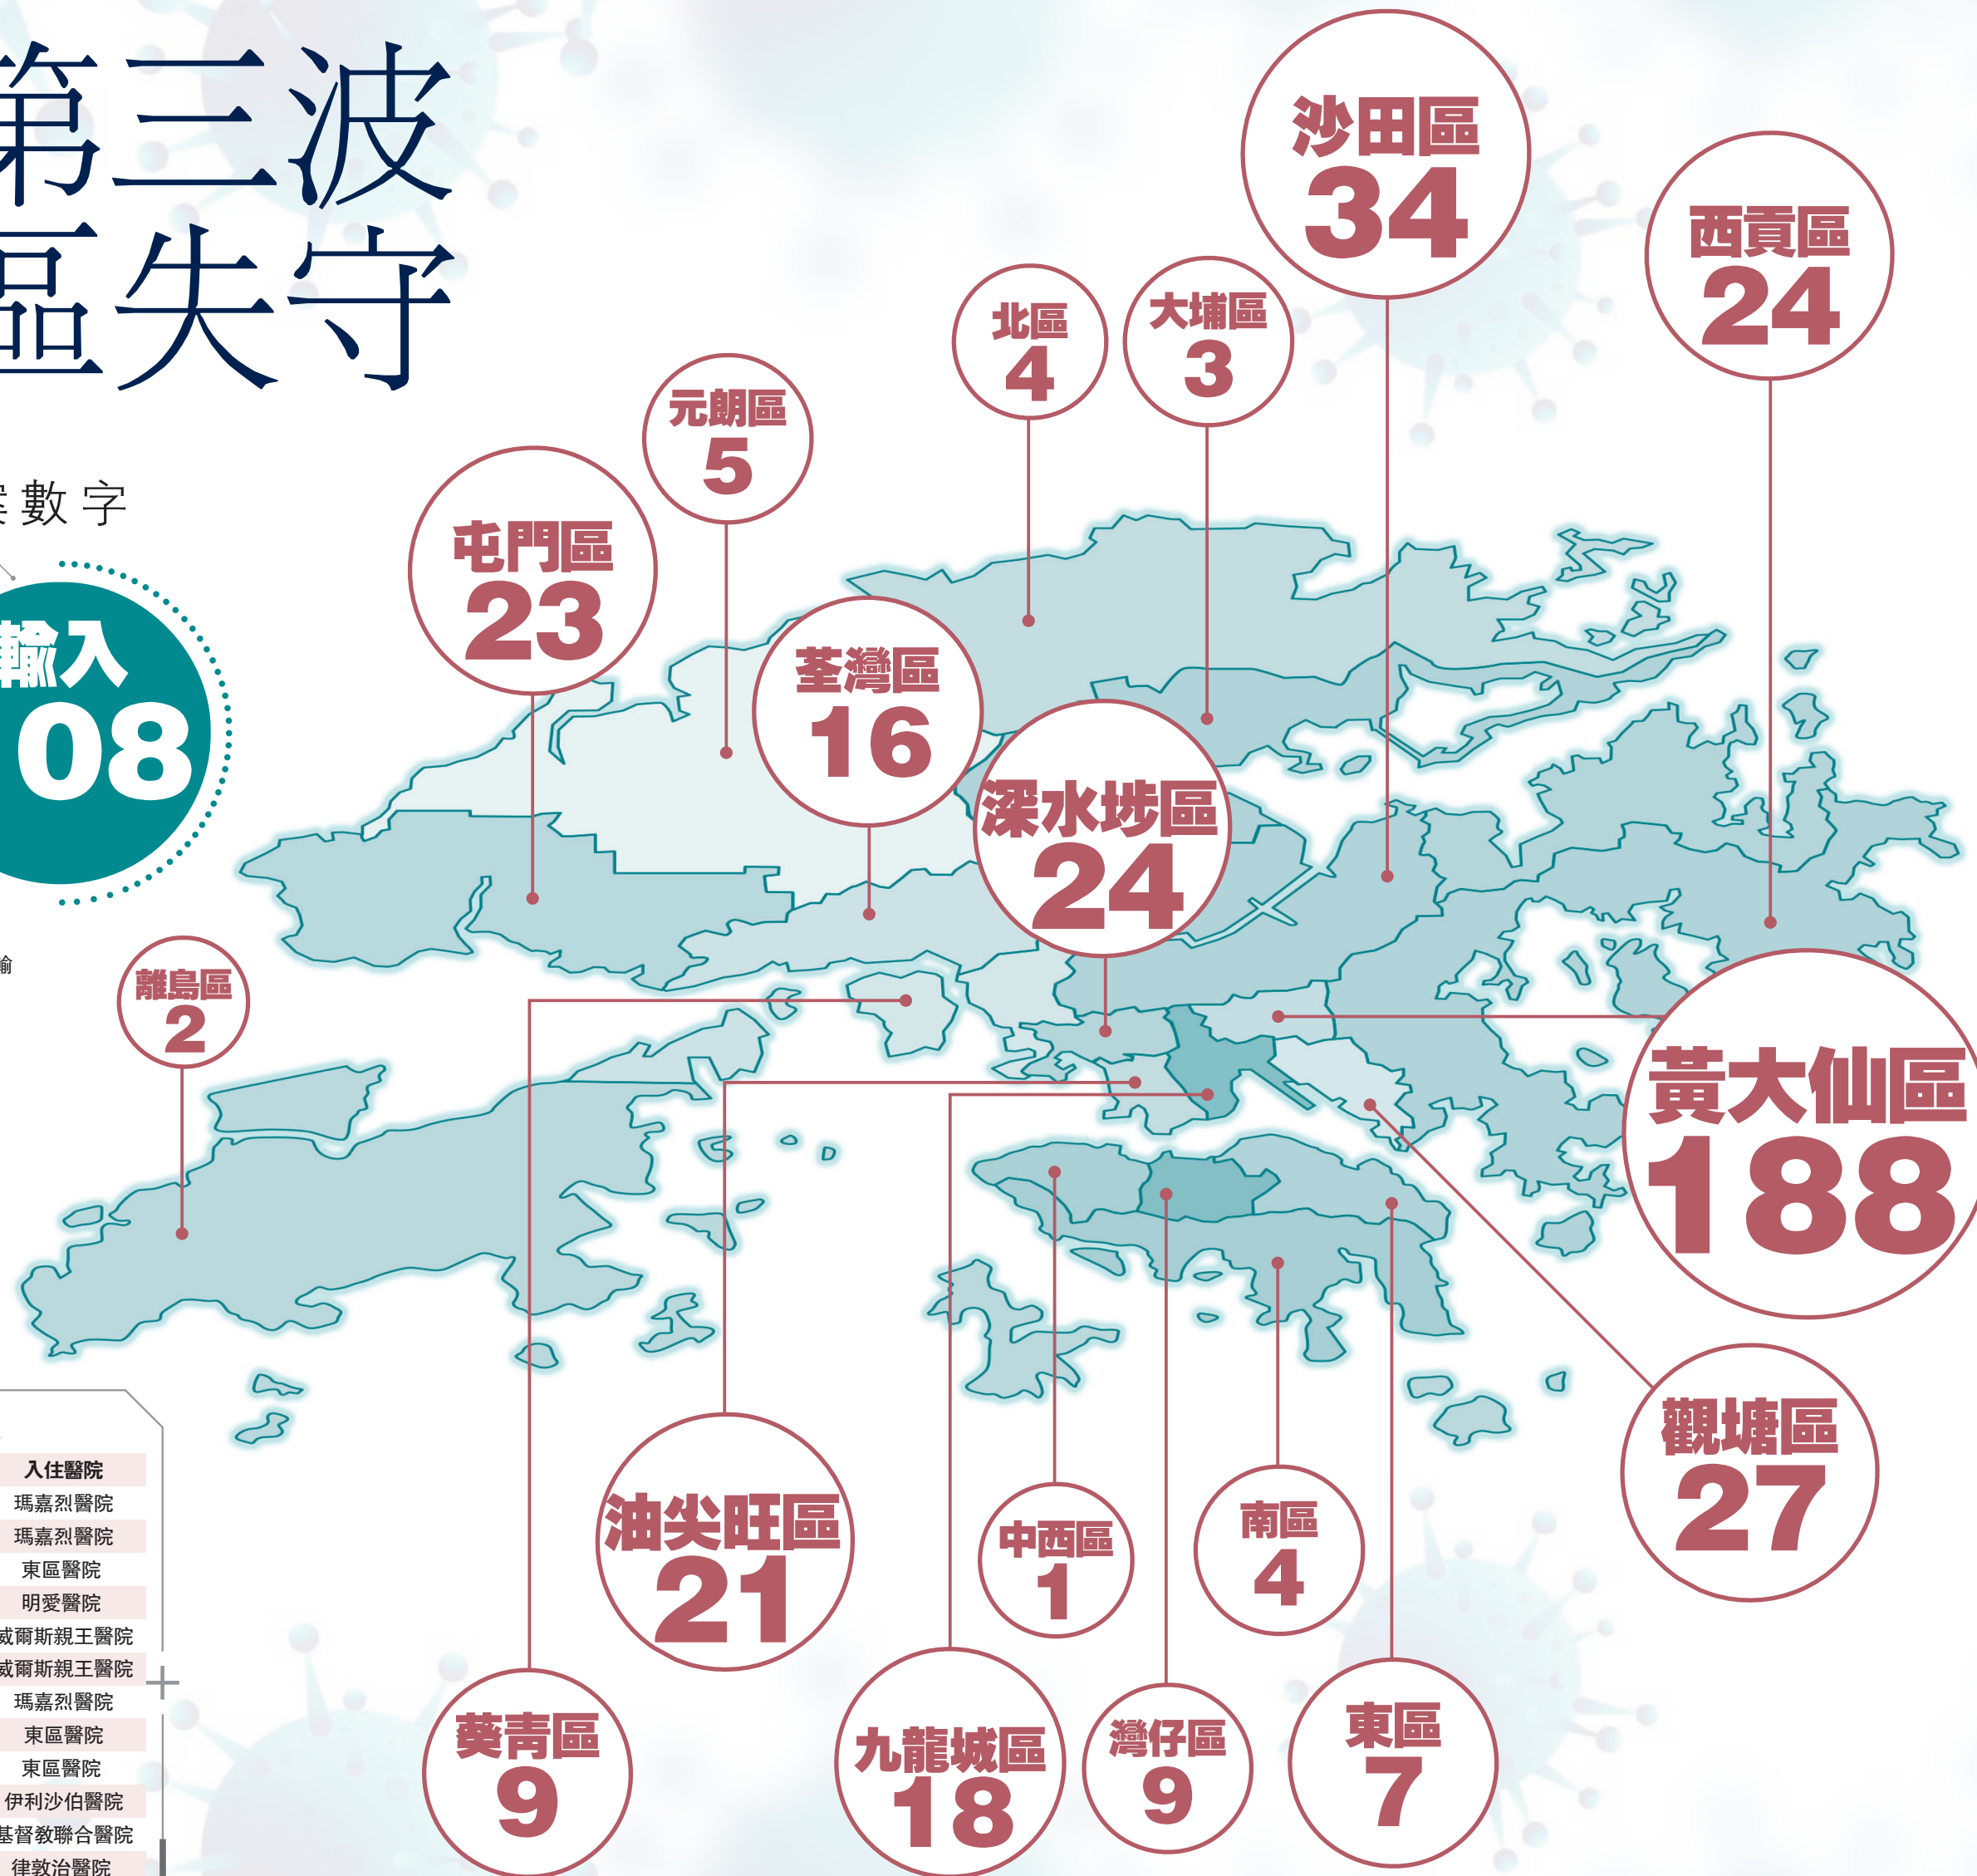 第三波
區失守
數字
輸入
08
輸
沙田區
34
西貢區
24
北區
4
大埔區
3
元朗區
5
屯門區
23
荃灣區
16
深水埗區
24
離島區
2
黃大仙區
188
觀塘區
27
油尖旺區
21
中西區
1
南區
4
葵青區
9
九龍城區
18
灣仔區
9
東區
7
入住醫院
瑪嘉烈醫院
瑪嘉烈醫院
東區醫院
明愛醫院
威爾斯親王醫院
威爾斯親王醫院
瑪嘉烈醫院
東區醫院
東區醫院
伊利沙伯醫院
基督教聯合醫院
律敦治醫院